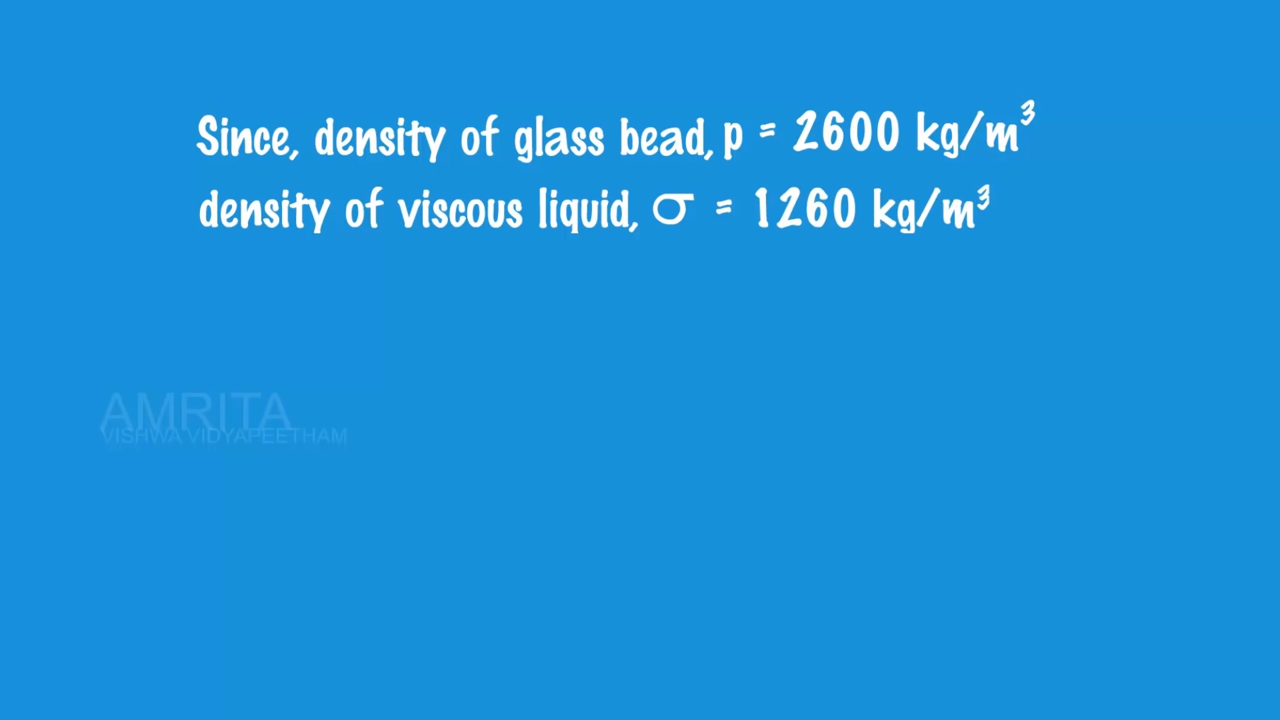 Since, density of glass bead, p = 2600 kg/m³
density of viscous liquid, σ = 1260 kg/m³
AMRITA
VISHWA VIDYAPEETHAM